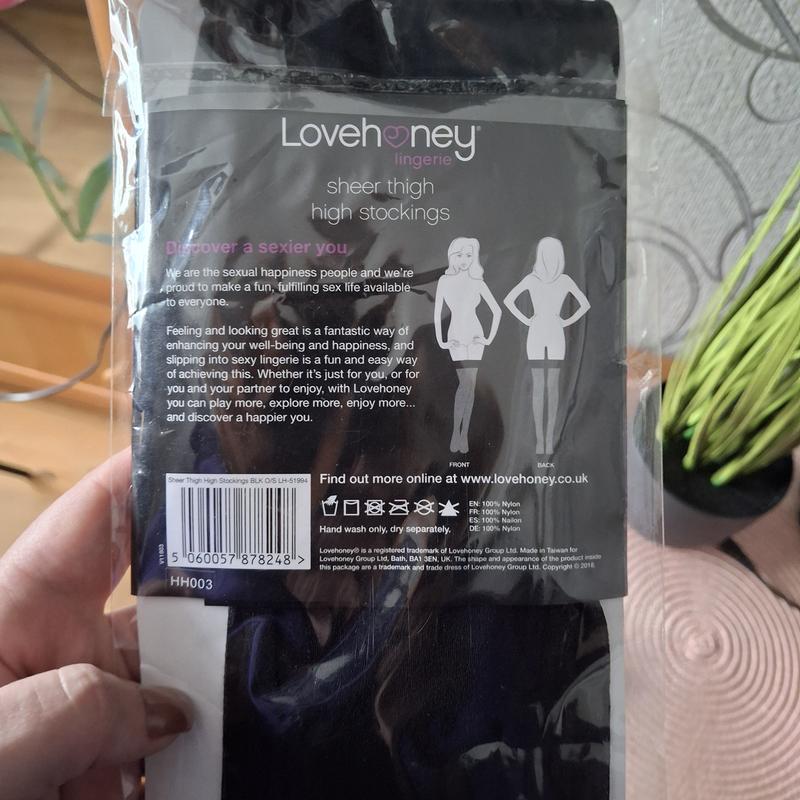 Lovehoney®
lingerie
sheer thigh
high stockings
Discover a sexier you
We are the sexual happiness people and we're
proud to make a fun, fulfilling sex life available
to everyone.
Feeling and looking great is a fantastic way of
enhancing your well-being and happiness, and
slipping into sexy lingerie is a fun and easy way
of achieving this. Whether it's just for you, or for
you and your partner to enjoy, with Lovehoney
you can play more, explore more, enjoy more...
and discover a happier you.
FRONT
BACK
Sheer Thigh High Stockings BLK O/S LH-51994
5 060057 878248 >
V11803
HH003
Find out more online at www.lovehoney.co.uk
EN: 100% Nylon
FR: 100% Nylon
ES: 100% Nailon
DE: 100% Nylon
Hand wash only, dry separately.
Lovehoney® is a registered trademark of Lovehoney Group Ltd. Made in Taiwan for
Lovehoney Group Ltd, Bath, BA1 3EN, UK. The shape and appearance of the product inside
this package are a trademark and trade dress of Lovehoney Group Ltd. Copyright © 2018.